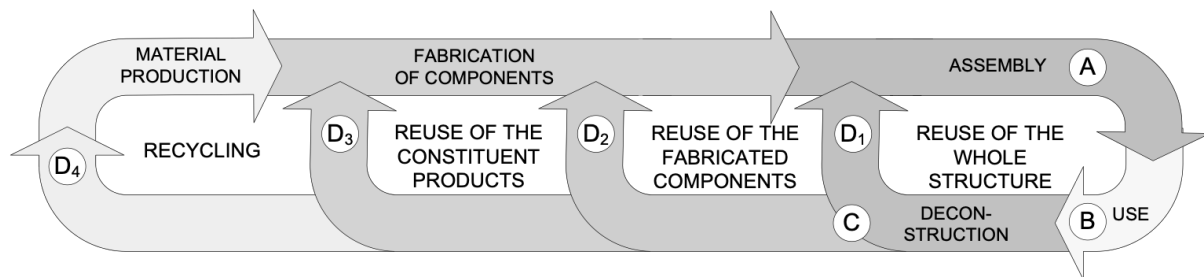 MATERIAL
PRODUCTION
FABRICATION
OF COMPONENTS
ASSEMBLY
A
D4
RECYCLING
D3
REUSE OF THE
CONSTITUENT
PRODUCTS
D2
REUSE OF THE
FABRICATED
COMPONENTS
D1
REUSE OF THE
WHOLE
STRUCTURE
C
DECON-
STRUCTION
B
USE